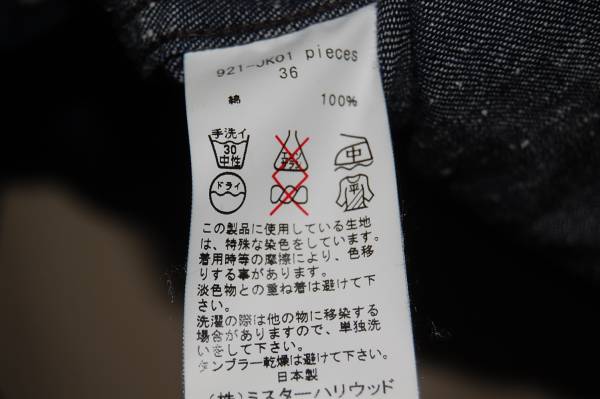 921-JK01 pieces
36
綿 100%
手洗イ
30
中性
エンソ
サラシ
中
ドライ
この製品に使用している生地
は、特殊な染色をしています。
着用時等の摩擦により、色移
りする事があります。
淡色物との重ね着は避けて下
さい。
洗濯の際は他の物に移染する
場合がありますので、単独洗
いをして下さい。
タンブラー乾燥は避けて下さい。
日本製
(株)ミスターハリウッド